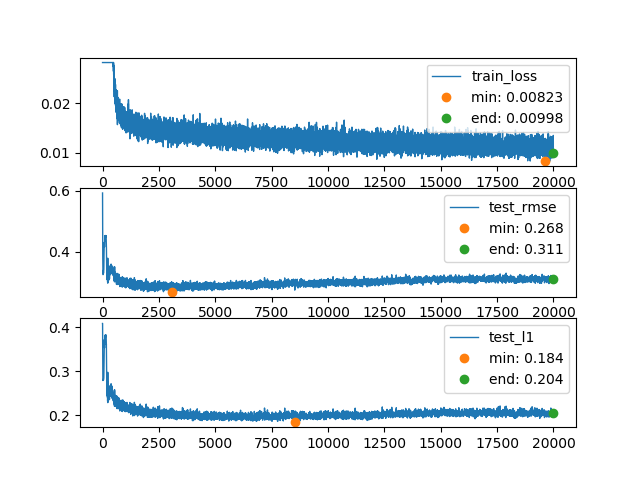 train_loss
min: 0.00823
end: 0.00998
0.02
0.01
0 2500 5000 7500 10000 12500 15000 17500 20000
0.6
test_rmse
min: 0.268
end: 0.311
0.4
0 2500 5000 7500 10000 12500 15000 17500 20000
0.4
test_l1
min: 0.184
end: 0.204
0.3
0.2
0 2500 5000 7500 10000 12500 15000 17500 20000